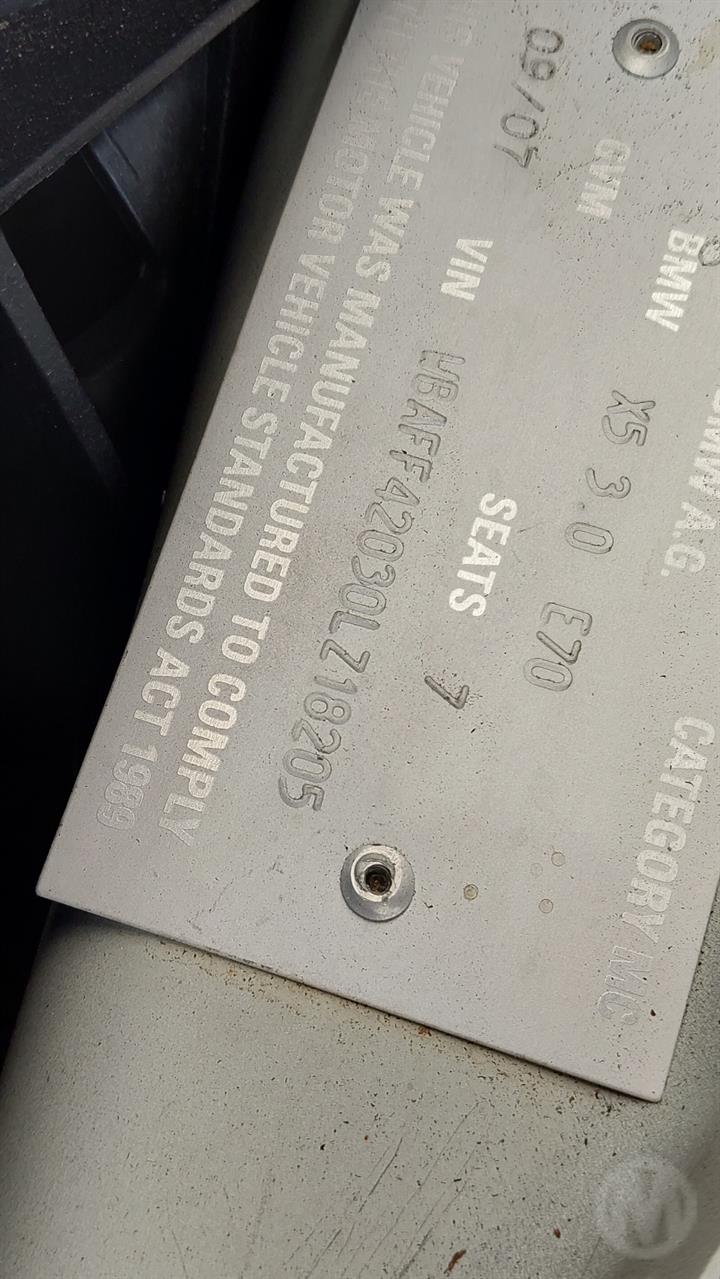 BMW A.G. CATEGORY MC
BMW X5 3.0 E70
GVM SEATS 7
09/07 VIN WBAFF42030LZ18205
VEHICLE WAS MANUFACTURED TO COMPLY
MOTOR VEHICLE STANDARDS ACT 1989